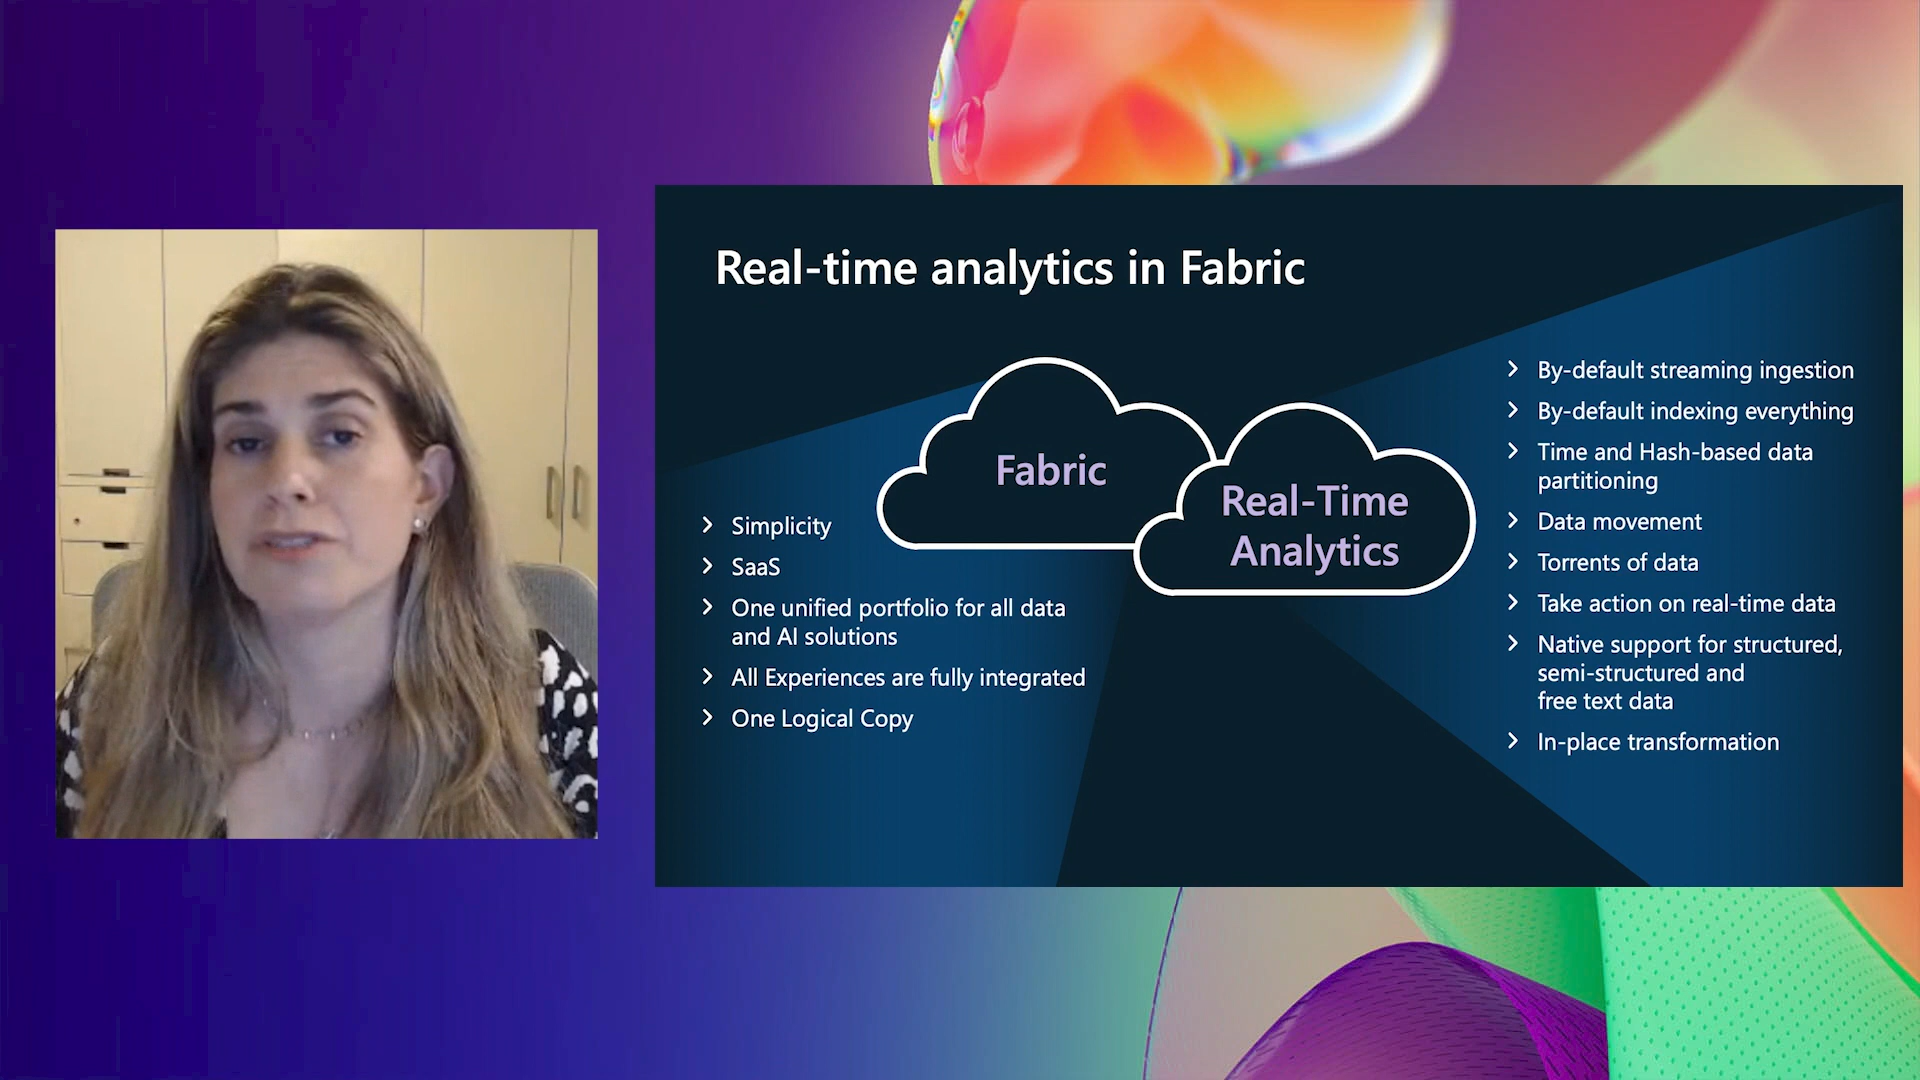 Real-time analytics in Fabric
Fabric
Real-Time
Analytics
Simplicity
SaaS
One unified portfolio for all data
and AI solutions
All Experiences are fully integrated
One Logical Copy
By-default streaming ingestion
By-default indexing everything
Time and Hash-based data
partitioning
Data movement
Torrents of data
Take action on real-time data
Native support for structured,
semi-structured and
free text data
In-place transformation